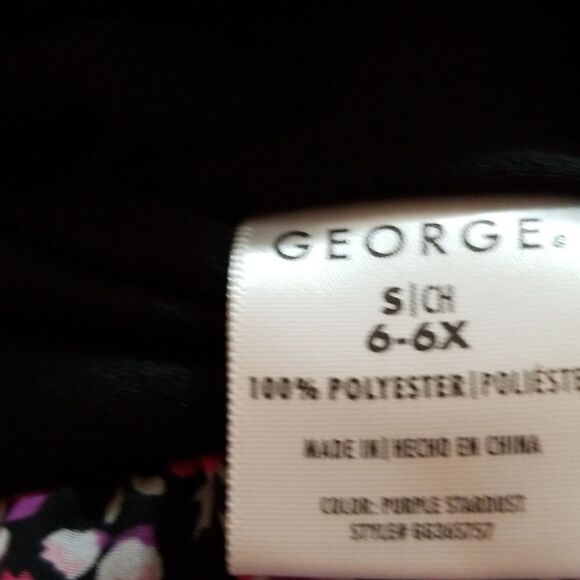 GEORGE
S|CH
6-6X
100% POLYESTER|POLIÉSTE
MADE IN|HECHO EN CHINA
COLOR: PURPLE STARDUST
STYLE#